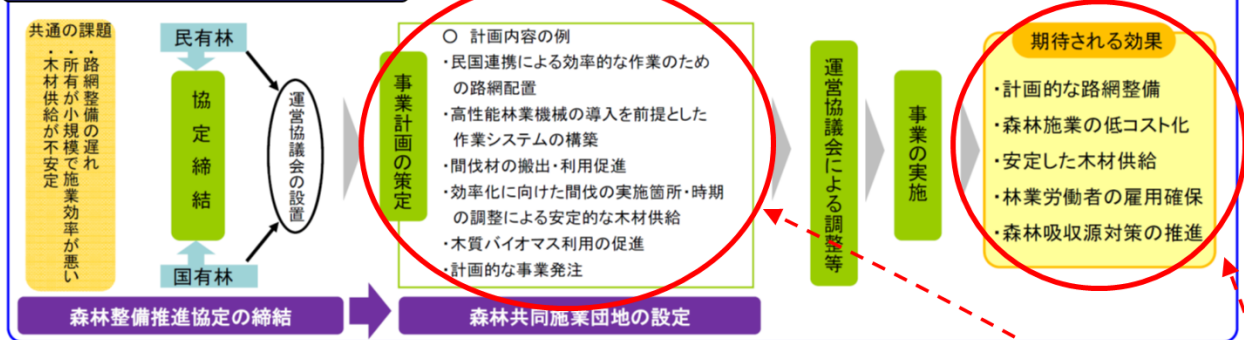 共通の課題
・路網整備の遅れ
・所有が小規模で施業効率が悪い
・木材供給が不安定
民有林
協定締結
国有林
運営協議会の設置
事業計画の策定
〇 計画内容の例
・民国連携による効率的な作業のため
の路網配置
・高性能林業機械の導入を前提とした
作業システムの構築
・間伐材の搬出・利用促進
・効率化に向けた間伐の実施箇所・時期
の調整による安定的な木材供給
・木質バイオマス利用の促進
・計画的な事業発注
運営協議会による調整等
事業の実施
期待される効果
・計画的な路網整備
・森林施業の低コスト化
・安定した木材供給
・林業労働者の雇用確保
・森林吸収源対策の推進
森林整備推進協定の締結
森林共同施業団地の設定